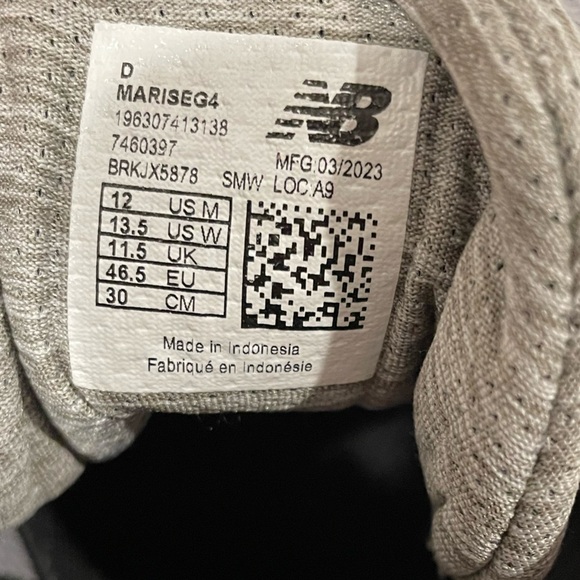 D
MARISEG4
196307413138
7460397
BRKJX5878
NB
MFG:03/2023
SMW LOC:A9
12 US M
13.5 US W
11.5 UK
46.5 EU
30 CM
Made in Indonesia
Fabriqué en Indonésie